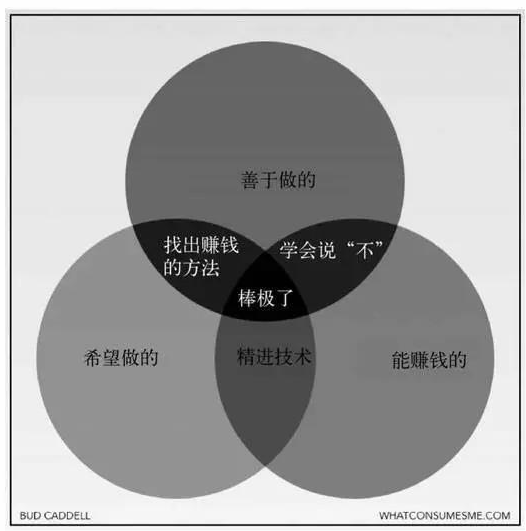 善于做的
找出赚钱
的方法
学会说“不”
棒极了
希望做的
精进技术
能赚钱的
BUD CADDELL
WHATCONSUMESME.COM